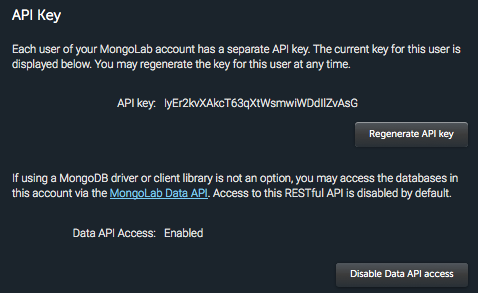 API Key
Each user of your MongoLab account has a separate API key. The current key for this user is
displayed below. You may regenerate the key for this user at any time.
API key: IyEr2kvXAkcT63qXtWsmwiWDdIlZvAsG
Regenerate API key
If using a MongoDB driver or client library is not an option, you may access the databases in
this account via the MongoLab Data API. Access to this RESTful API is disabled by default.
Data API Access: Enabled
Disable Data API access